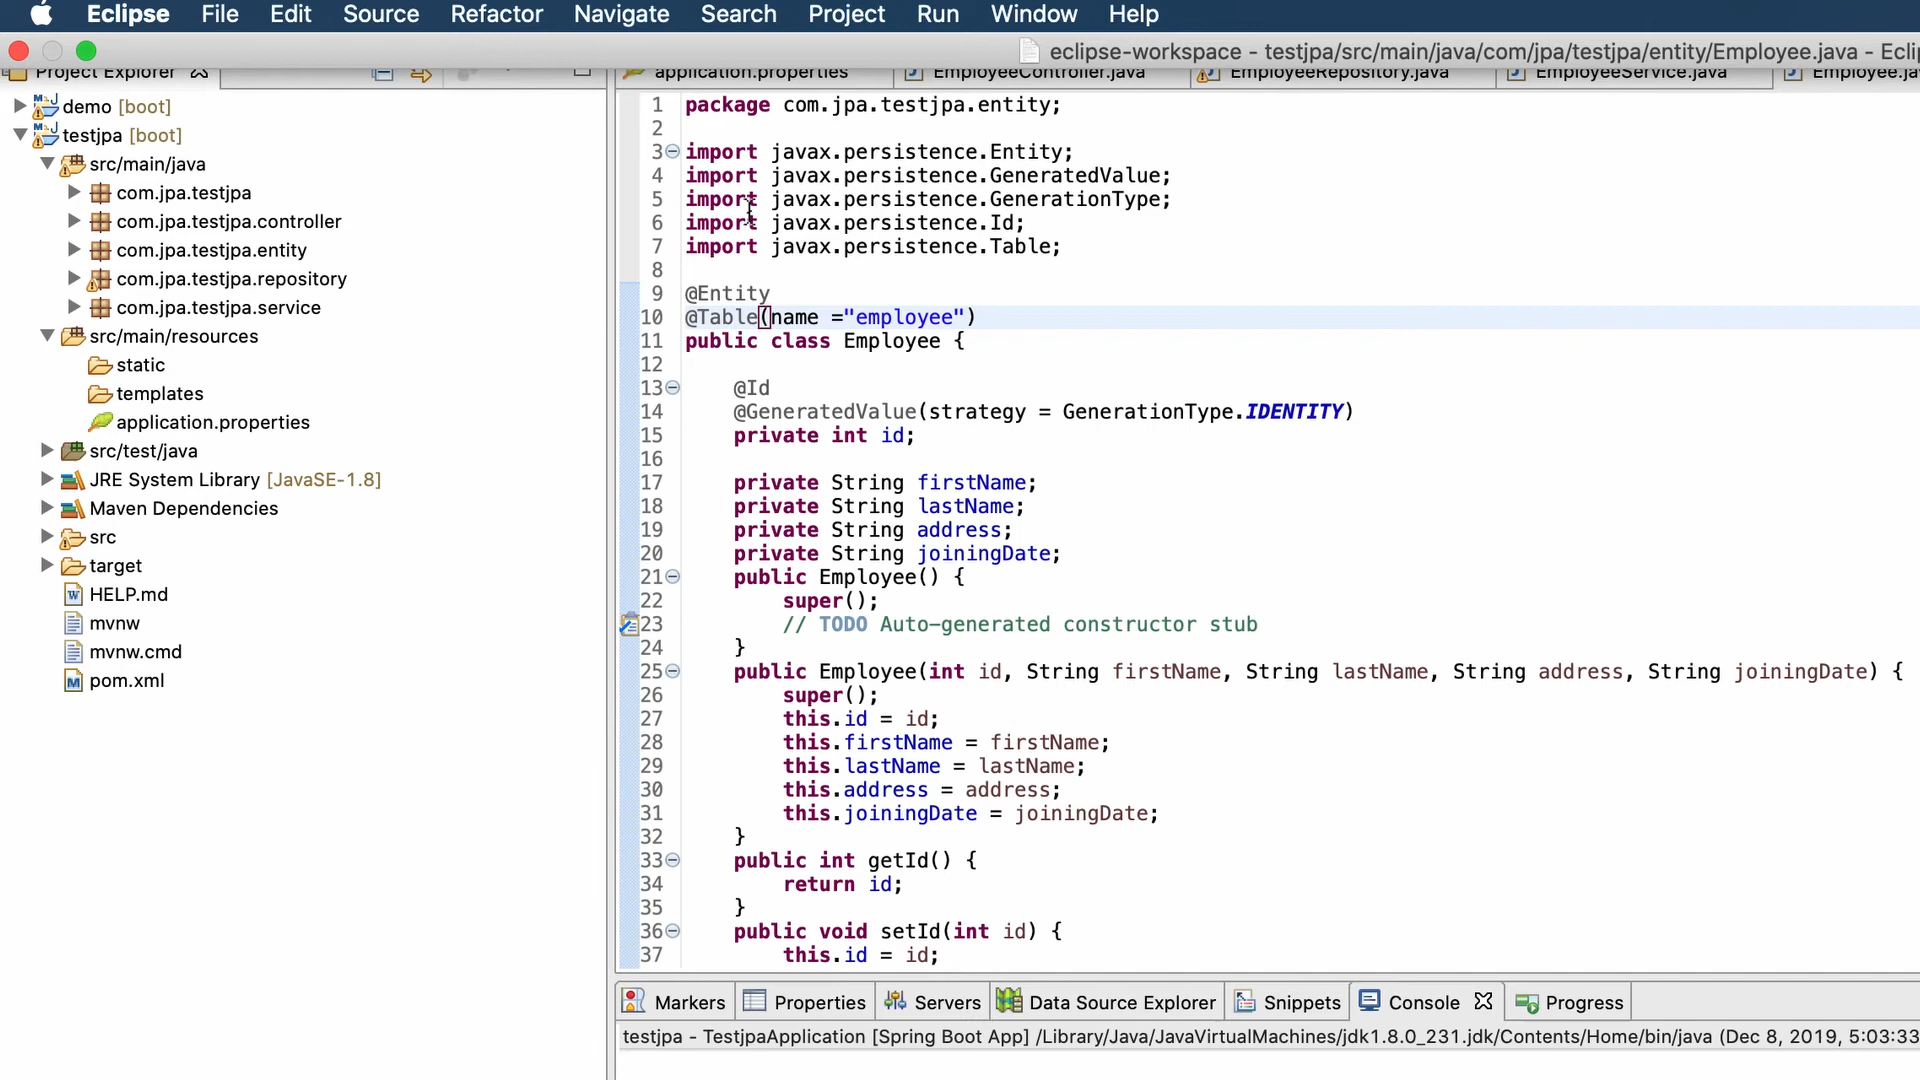 Eclipse File Edit Source Refactor Navigate Search Project Run Window Help
eclipse-workspace - testjpa/src/main/java/com/jpa/testjpa/entity/Employee.java - Ecli
Project Explorer
application.properties EmployeeController.java EmployeeRepository.java EmployeeService.java Employee.ja
demo [boot]
testjpa [boot]
src/main/java
com.jpa.testjpa
com.jpa.testjpa.controller
com.jpa.testjpa.entity
com.jpa.testjpa.repository
com.jpa.testjpa.service
src/main/resources
static
templates
application.properties
src/test/java
JRE System Library [JavaSE-1.8]
Maven Dependencies
src
target
HELP.md
mvnw
mvnw.cmd
pom.xml
1 package com.jpa.testjpa.entity;
2
3 import javax.persistence.Entity;
4 import javax.persistence.GeneratedValue;
5 import javax.persistence.GenerationType;
6 import javax.persistence.Id;
7 import javax.persistence.Table;
8
9 @Entity
10 @Table(name ="employee")
11 public class Employee {
12
13 @Id
14 @GeneratedValue(strategy = GenerationType.IDENTITY)
15 private int id;
16
17 private String firstName;
18 private String lastName;
19 private String address;
20 private String joiningDate;
21 public Employee() {
22 super();
23 // TODO Auto-generated constructor stub
24 }
25 public Employee(int id, String firstName, String lastName, String address, String joiningDate) {
26 super();
27 this.id = id;
28 this.firstName = firstName;
29 this.lastName = lastName;
30 this.address = address;
31 this.joiningDate = joiningDate;
32 }
33 public int getId() {
34 return id;
35 }
36 public void setId(int id) {
37 this.id = id;
Markers Properties Servers Data Source Explorer Snippets Console Progress
testjpa - TestjpaApplication [Spring Boot App] /Library/Java/JavaVirtualMachines/jdk1.8.0_231.jdk/Contents/Home/bin/java (Dec 8, 2019, 5:03:33